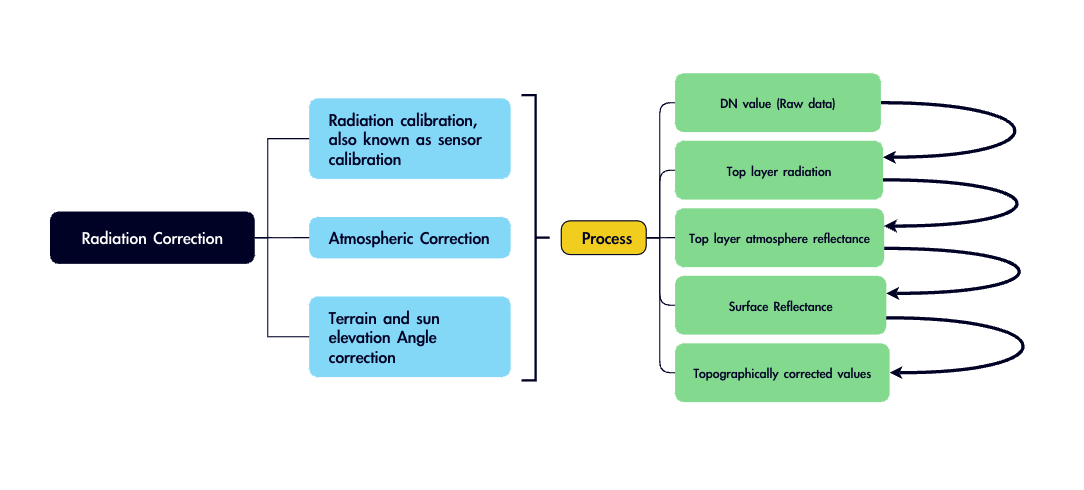 Radiation Correction
Radiation calibration,
also known as sensor
calibration
Atmospheric Correction
Terrain and sun
elevation Angle
correction
Process
DN value (Raw data)
Top layer radiation
Top layer atmosphere reflectance
Surface Reflectance
Topographically corrected values